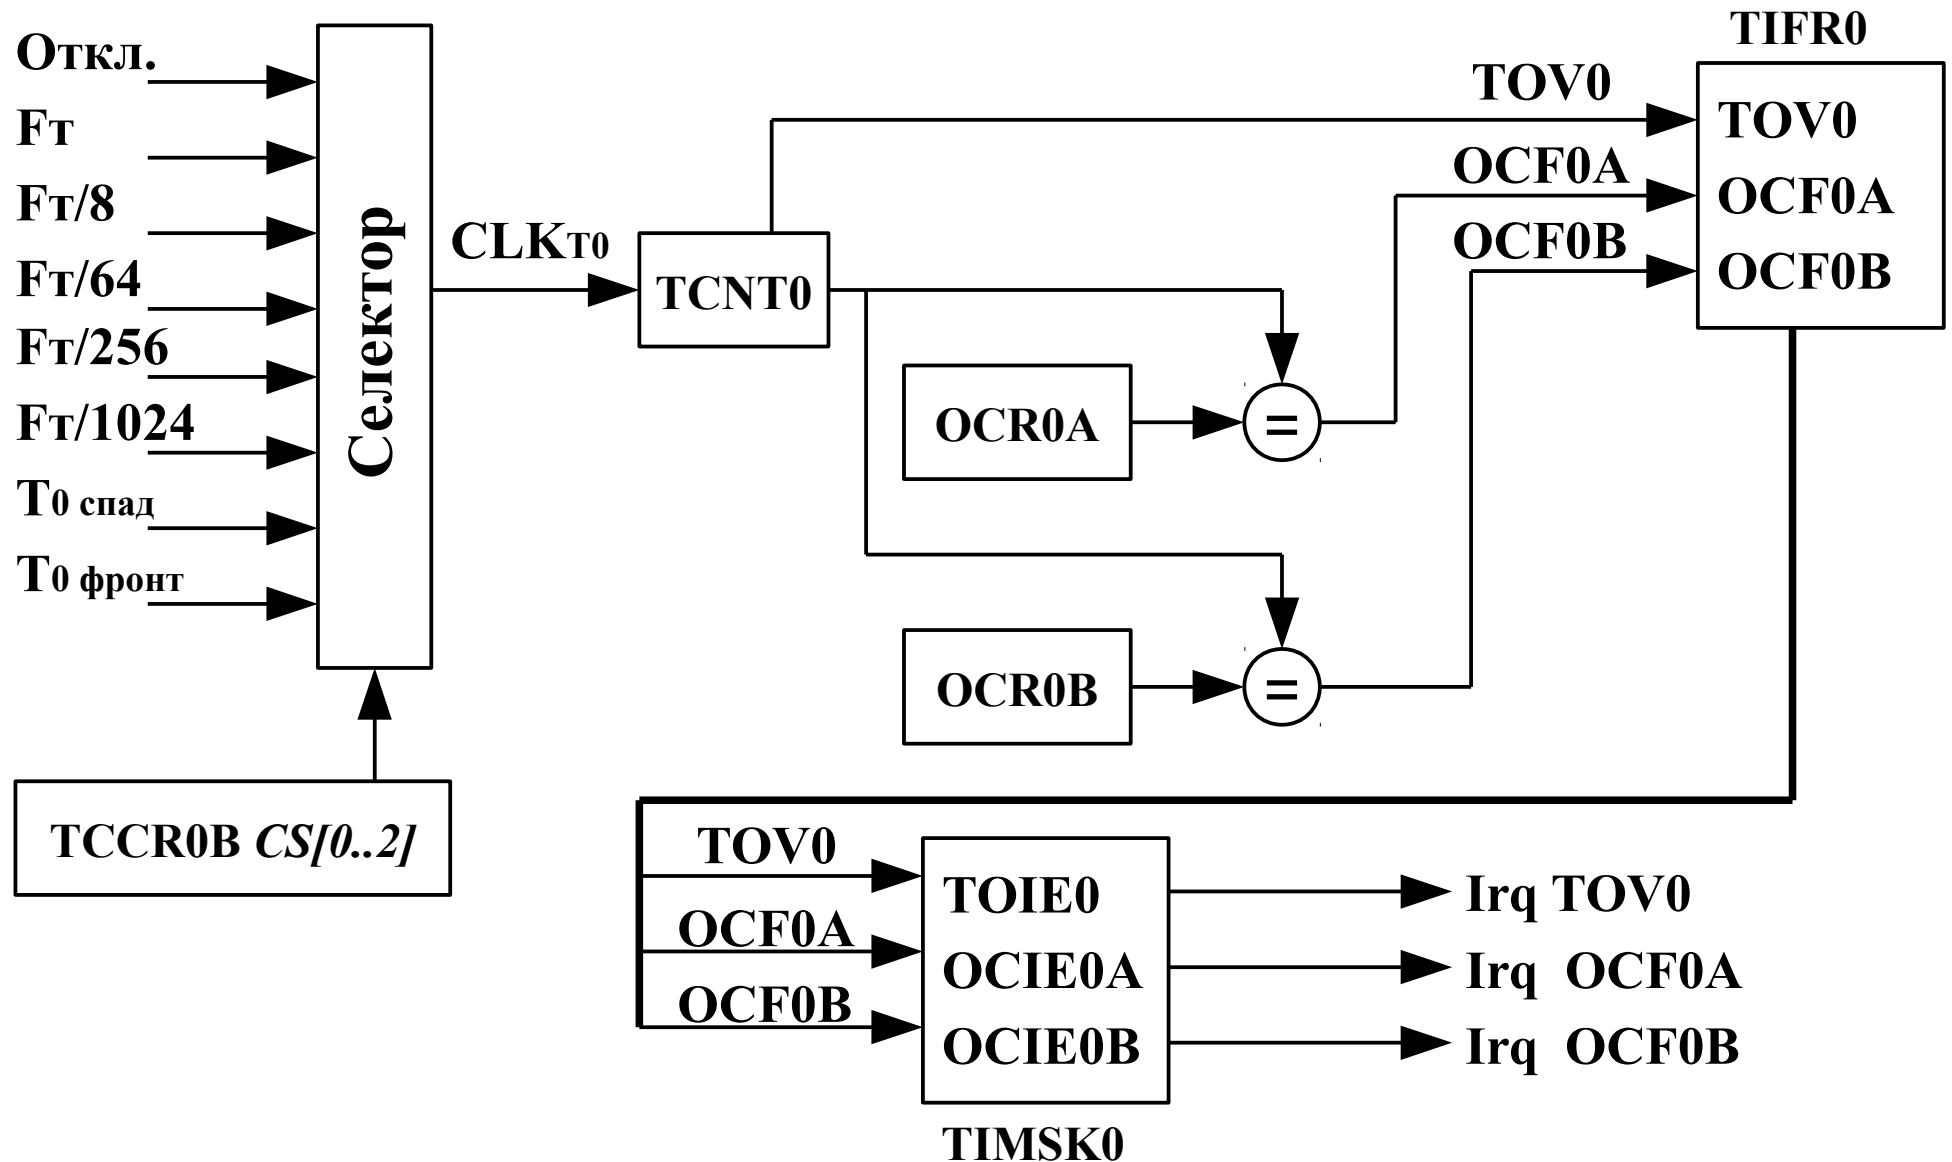 Откл.
Fт
Fт/8
Fт/64
Fт/256
Fт/1024
T0 спад
T0 фронт
Селектор
TCCR0B CS[0..2]
CLKT0
TCNT0
OCR0A
=
OCR0B
=
TOV0
OCF0A
OCF0B
TIFR0
TOV0
OCF0A
OCF0B
TOV0
OCF0A
OCF0B
TOIE0
OCIE0A
OCIE0B
TIMSK0
Irq TOV0
Irq OCF0A
Irq OCF0B